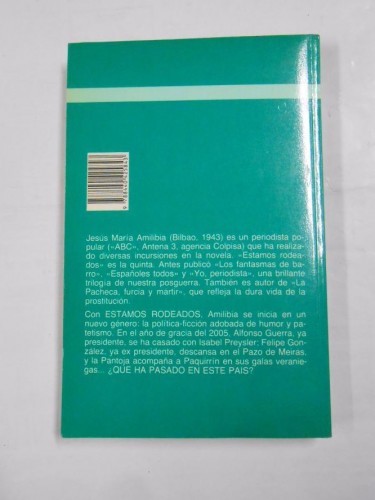 Jesús María Amilibia (Bilbao, 1943) es un periodista po-
pular («ABC», Antena 3, agencia Colpisa) que ha realiza-
do diversas incursiones en la novela. «Estamos rodea-
dos» es la quinta. Antes publicó «Los fantasmas de ba-
rro», «Españoles todos» y «Yo, periodista», una brillante
trilogía de nuestra posguerra. También es autor de «La
Pacheca, furcia y martir», que refleja la dura vida de la
prostitución.
Con ESTAMOS RODEADOS, Amilibia se inicia en un
nuevo género: la política-ficción adobada de humor y pa-
tetismo. En el año de gracia del 2005, Alfonso Guerra, ya
presidente, se ha casado con Isabel Preysler; Felipe Gon-
zález, ya ex presidente, descansa en el Pazo de Meirás,
y la Pantoja acompaña a Paquirrín en sus galas veranie-
gas... ¿QUE HA PASADO EN ESTE PAIS?